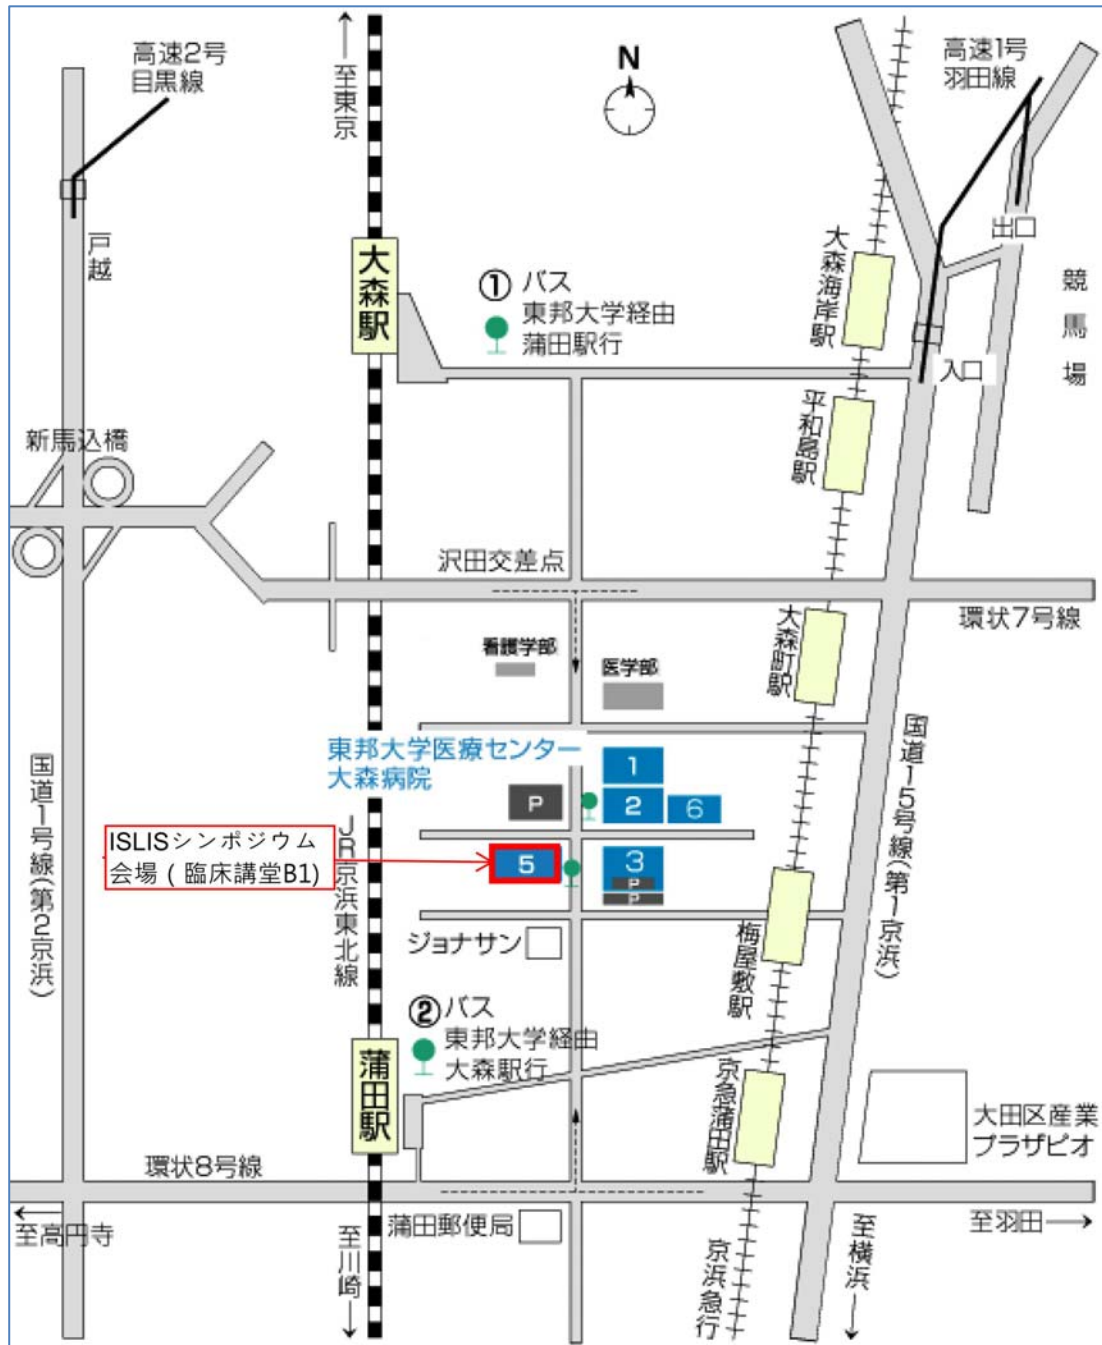 高速2号
目黒線
至東京
N
高速1号
羽田線
戸越
大森駅
① バス
東邦大学経由
蒲田駅行
大森海岸駅
出口
競馬場
入口
平和島駅
新馬込橋
沢田交差点
環状7号線
看護学部
医学部
大森町駅
国道1号線(第2京浜)
東邦大学医療センター
大森病院
1
P
2
6
国道15号線(第1京浜)
ISLISシンポジウム
会場 ( 臨床講堂B1)
JR京浜東北線
5
3
P
P
ジョナサン
梅屋敷駅
② バス
東邦大学経由
大森駅行
蒲田駅
京急蒲田駅
大田区産業
プラザピオ
環状8号線
至高円寺
至川崎
蒲田郵便局
京浜急行
至横浜
至羽田